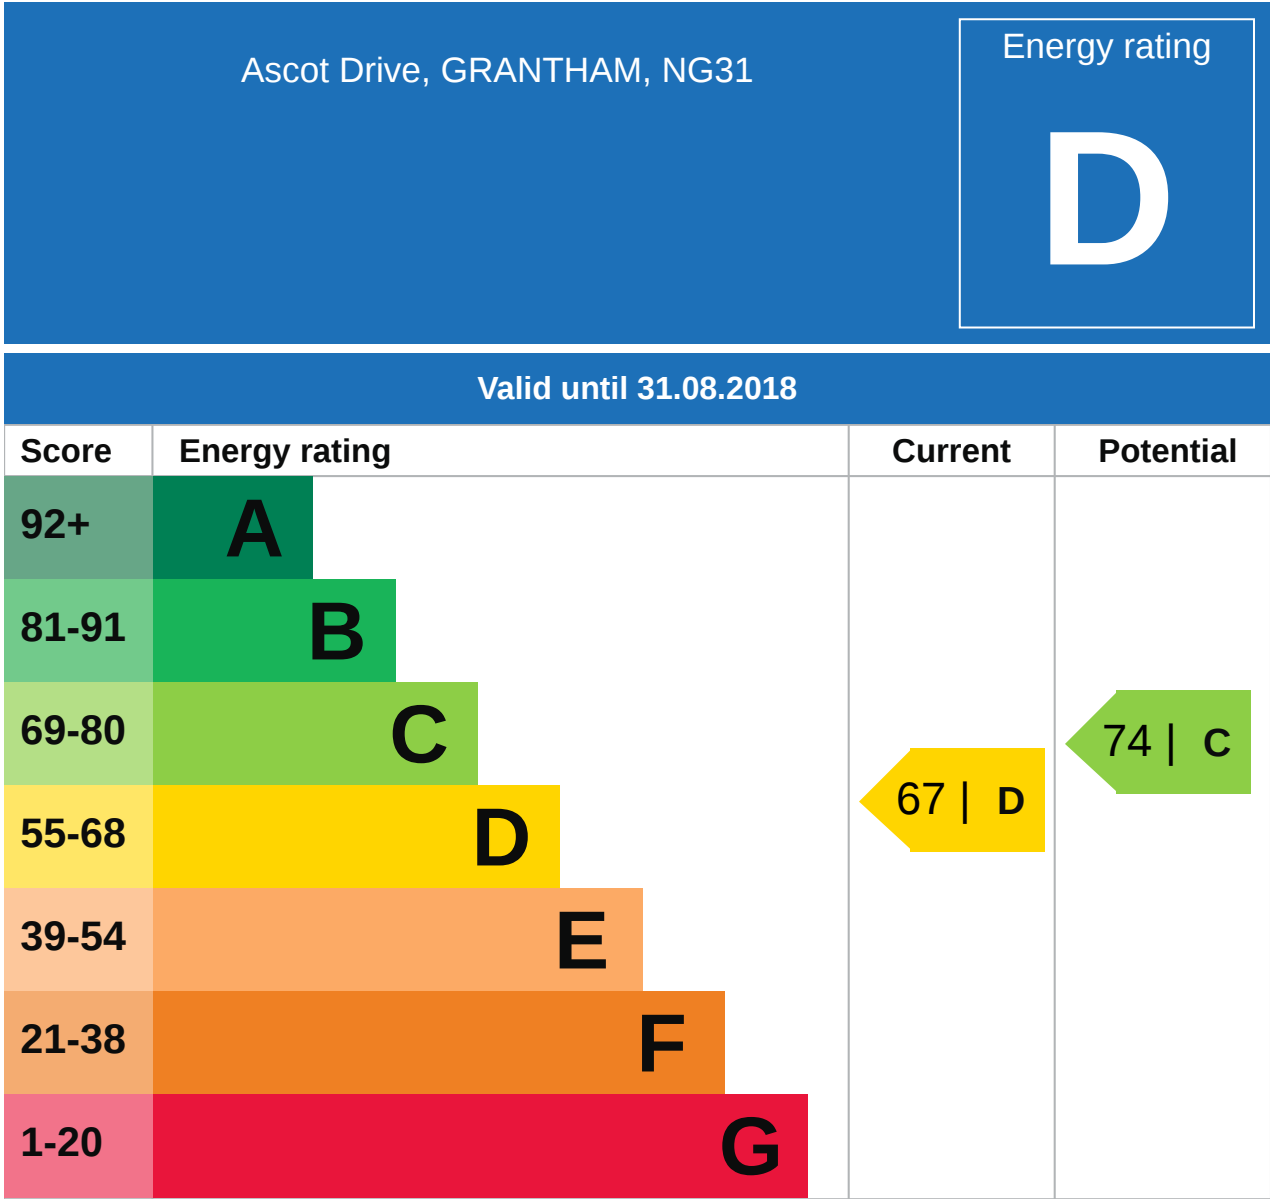 Ascot Drive, GRANTHAM, NG31
Energy rating
D
Valid until 31.08.2018
Score Energy rating Current Potential
92+ A
81-91 B
69-80 C
74 | C
55-68 D
67 | D
39-54 E
21-38 F
1-20 G